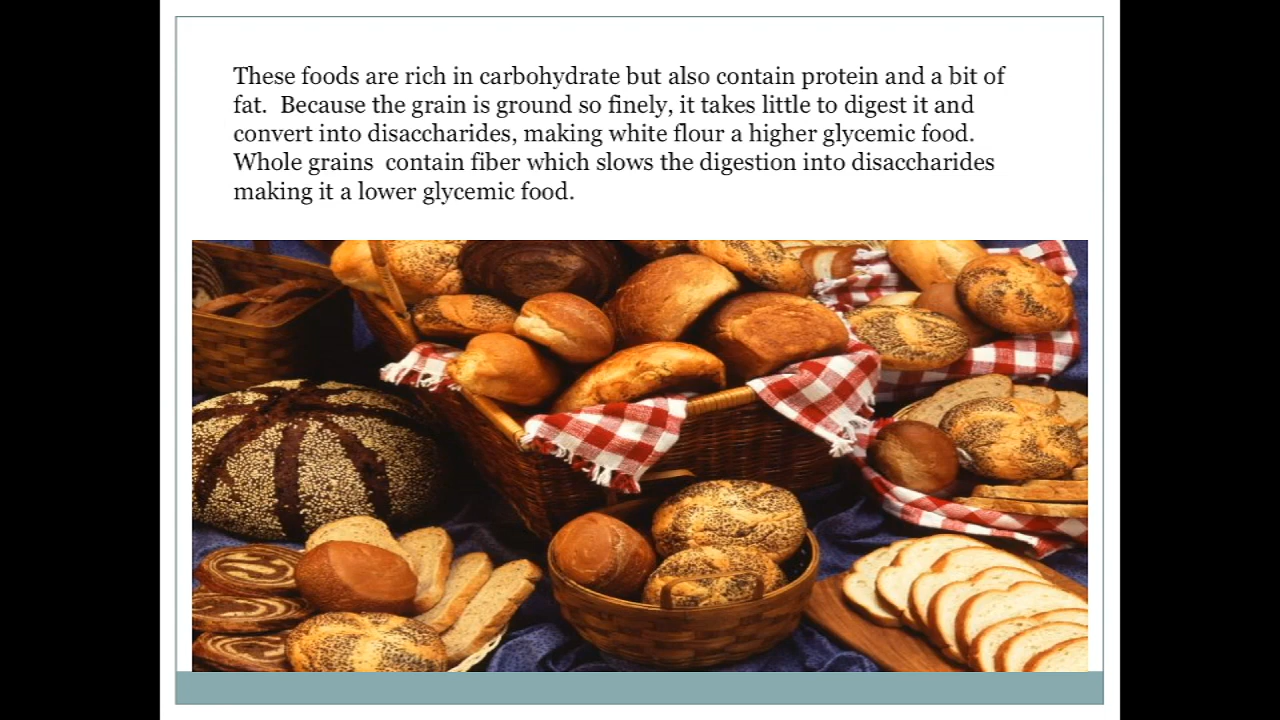 These foods are rich in carbohydrate but also contain protein and a bit of
fat.  Because the grain is ground so finely, it takes little to digest it and
convert into disaccharides, making white flour a higher glycemic food.
Whole grains  contain fiber which slows the digestion into disaccharides
making it a lower glycemic food.